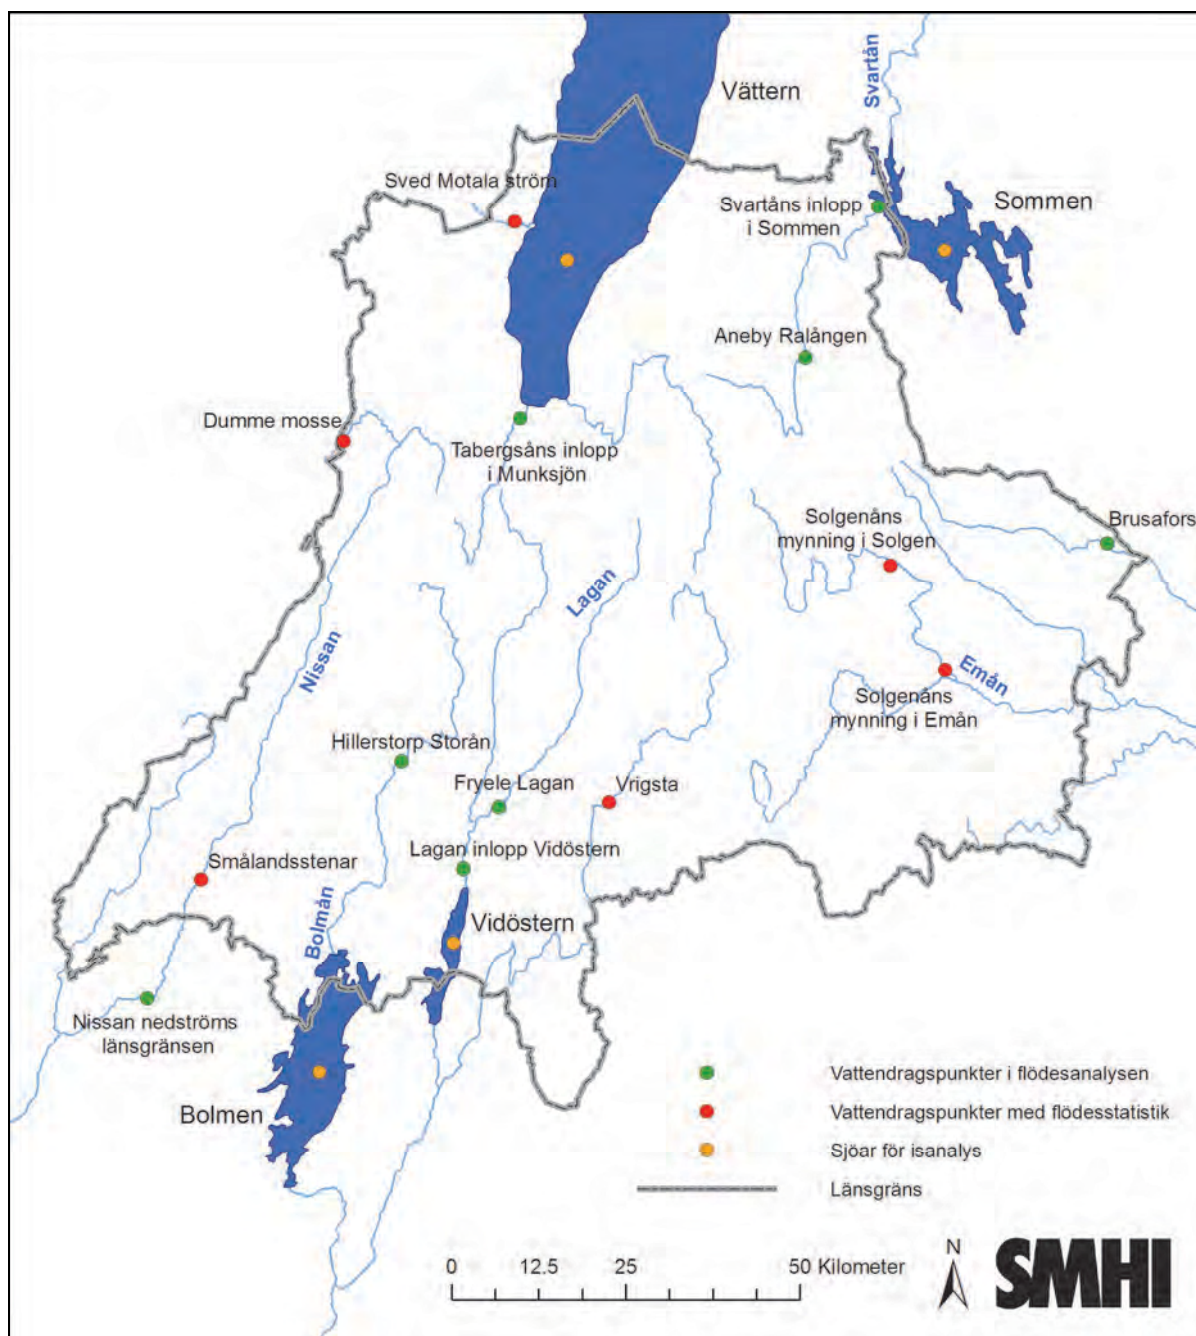 Svartån
Vättern
Sved Motala ström
Svartåns inlopp
i Sommen
Sommen
Aneby Ralången
Dumme mosse
Tabergsåns inlopp
i Munksjön
Solgenåns
mynning i Solgen
Brusafors
Lagan
Nissan
Emån
Solgenåns
mynning i Emån
Hillerstorp Storån
Fryele Lagan
Vrigsta
Lagan inlopp Vidöstern
Smålandsstenar
Bolmån
Vidöstern
Nissan nedströms
länsgränsen
Bolmen
Vattendragspunkter i flödesanalysen
Vattendragspunkter med flödesstatistik
Sjöar för isanalys
Länsgräns
0 12.5 25 50 Kilometer
N
SMHI